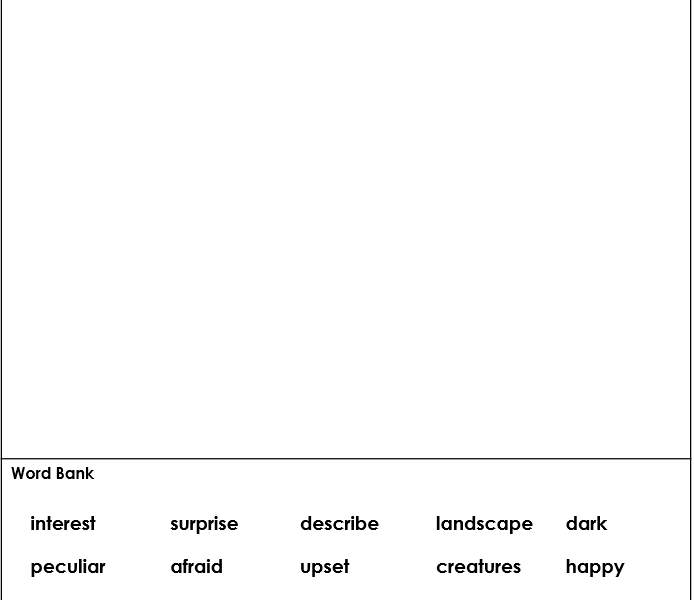 Word Bank
interest surprise describe landscape dark
peculiar afraid upset creatures happy